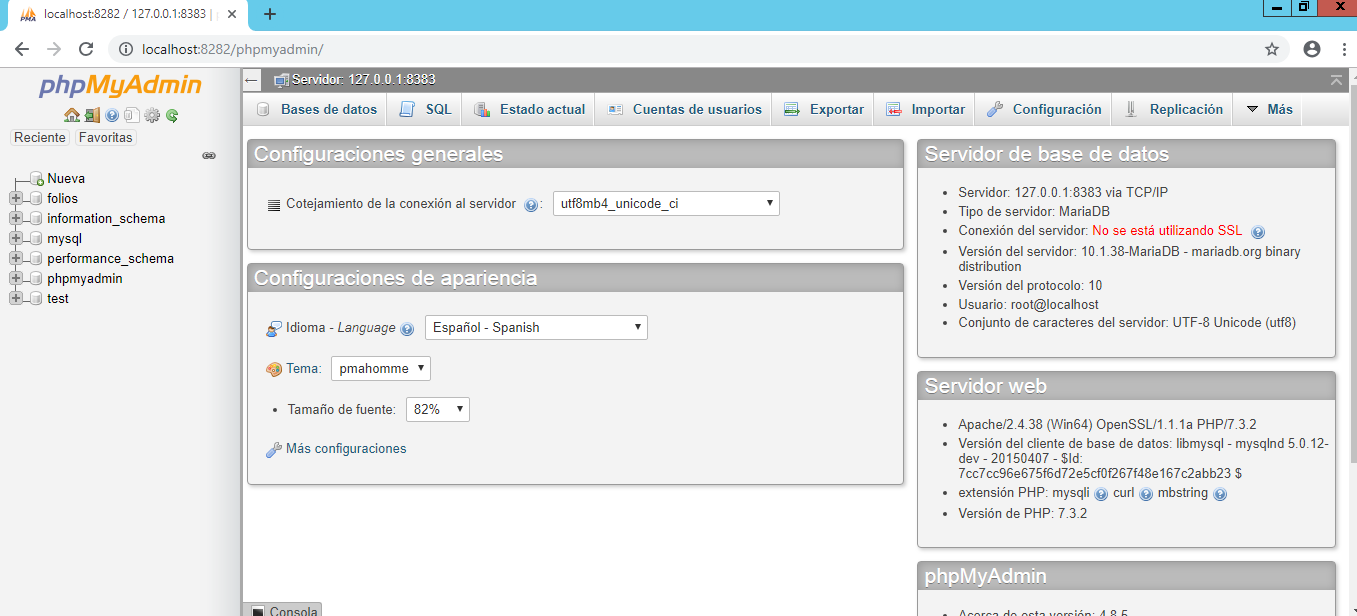 localhost:8282 / 127.0.0.1:8383 |
localhost:8282/phpmyadmin/
phpMyAdmin
Reciente
Favoritas
Nueva
folios
information_schema
mysql
performance_schema
phpmyadmin
test
Servidor: 127.0.0.1:8383
Bases de datos
SQL
Estado actual
Cuentas de usuarios
Exportar
Importar
Configuración
Replicación
Más
Configuraciones generales
Cotejamiento de la conexión al servidor :
utf8mb4_unicode_ci
Configuraciones de apariencia
Idioma - Language
Español - Spanish
Tema:
pmahomme
Tamaño de fuente:
82%
Más configuraciones
Servidor de base de datos
Servidor: 127.0.0.1:8383 via TCP/IP
Tipo de servidor: MariaDB
Conexión del servidor: No se está utilizando SSL
Versión del servidor: 10.1.38-MariaDB - mariadb.org binary
distribution
Versión del protocolo: 10
Usuario: root@localhost
Conjunto de caracteres del servidor: UTF-8 Unicode (utf8)
Servidor web
Apache/2.4.38 (Win64) OpenSSL/1.1.1a PHP/7.3.2
Versión del cliente de base de datos: libmysql - mysqlnd 5.0.12-
dev - 20150407 - $Id:
7cc7cc96e675f6d72e5cf0f267f48e167c2abb23 $
extensión PHP: mysqli curl mbstring
Versión de PHP: 7.3.2
phpMyAdmin
Acerca de esta versión: 4.8.5
Consola